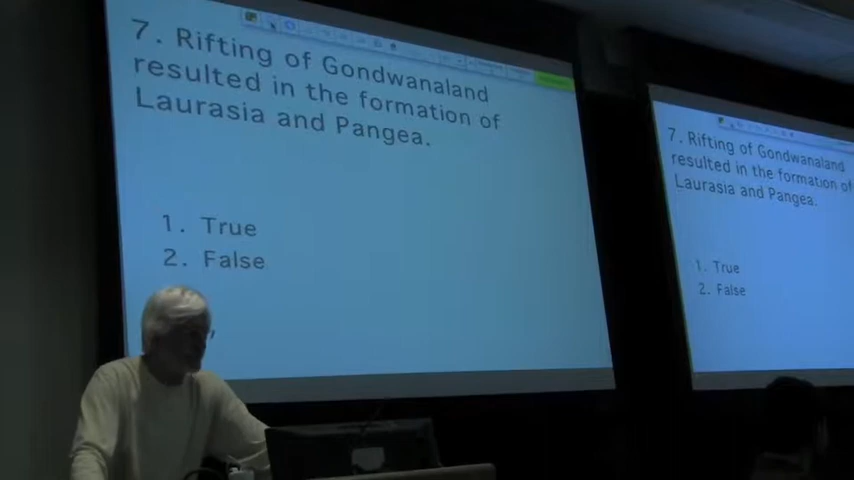 7. Rifting of Gondwanaland
resulted in the formation of
Laurasia and Pangea.
1. True
2. False
7. Rifting of Gondwanaland
resulted in the formation of
Laurasia and Pangea.
1. True
2. False